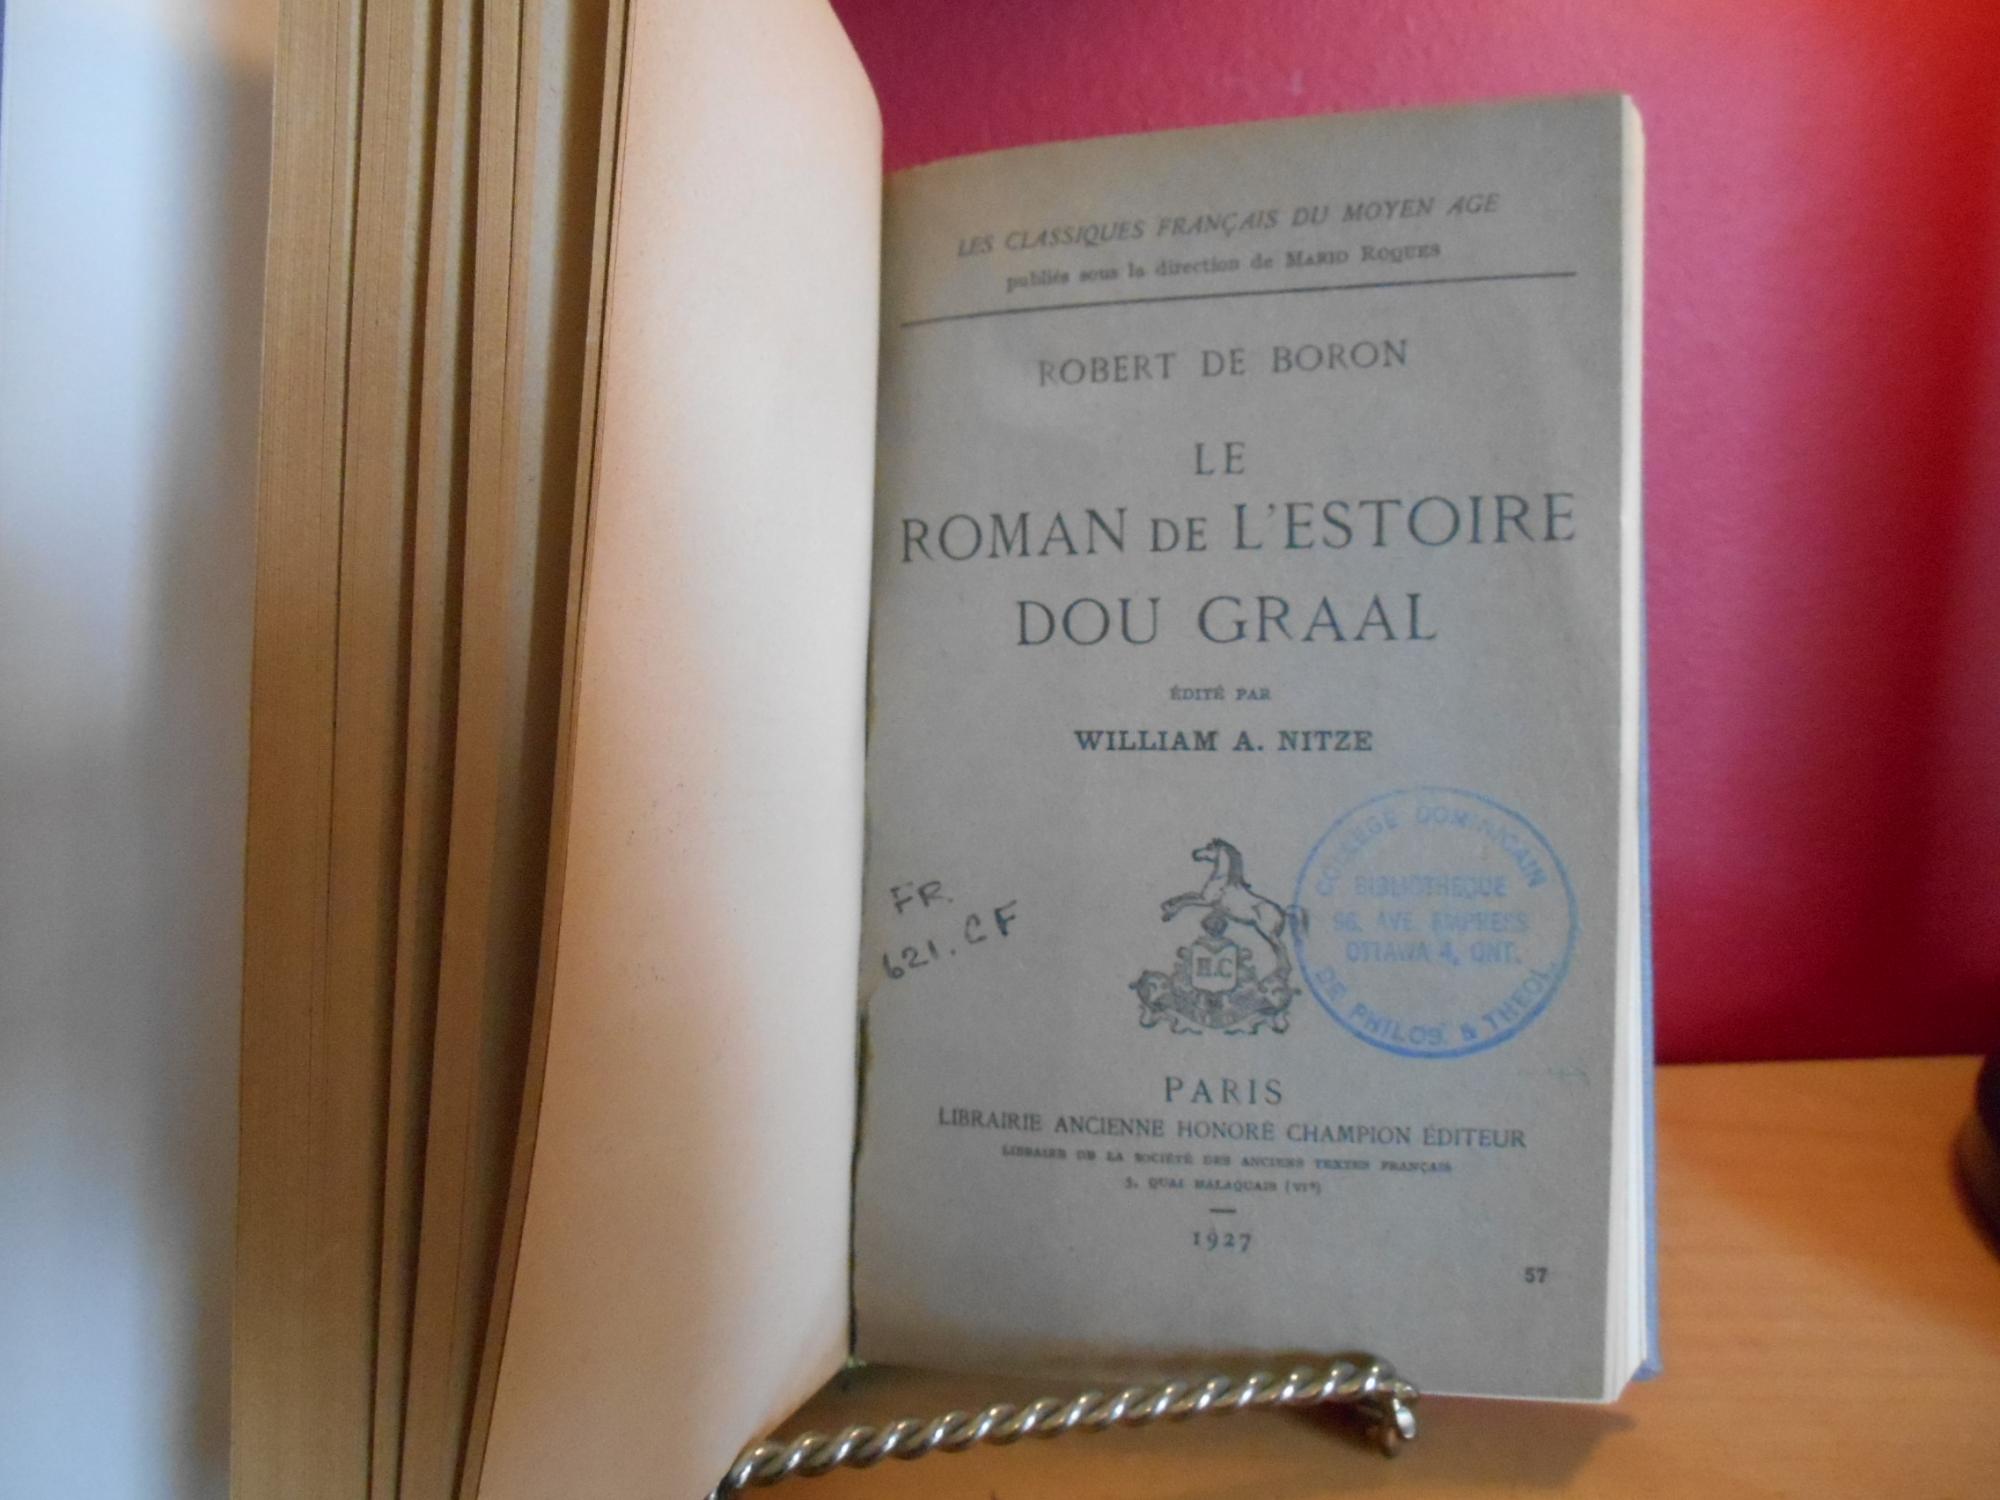 LES CLASSIQUES FRANÇAIS DU MOYEN AGE
publiés sous la direction de MARIO ROQUES
ROBERT DE BORON
LE
ROMAN DE L'ESTOIRE
DOU GRAAL
ÉDITÉ PAR
WILLIAM A. NITZE
FR.
621.CF
H.C
COLLEGE DOMINICAIN
BIBLIOTHEQUE
96, AVE. EMPRESS
OTTAWA 4, ONT.
DE PHILOS. & THEOL.
PARIS
LIBRAIRIE ANCIENNE HONORÉ CHAMPION ÉDITEUR
LIBRAIRE DE LA SOCIÉTÉ DES ANCIENS TEXTES FRANÇAIS
5, QUAI MALAQUAIS (VIe)
1927
57